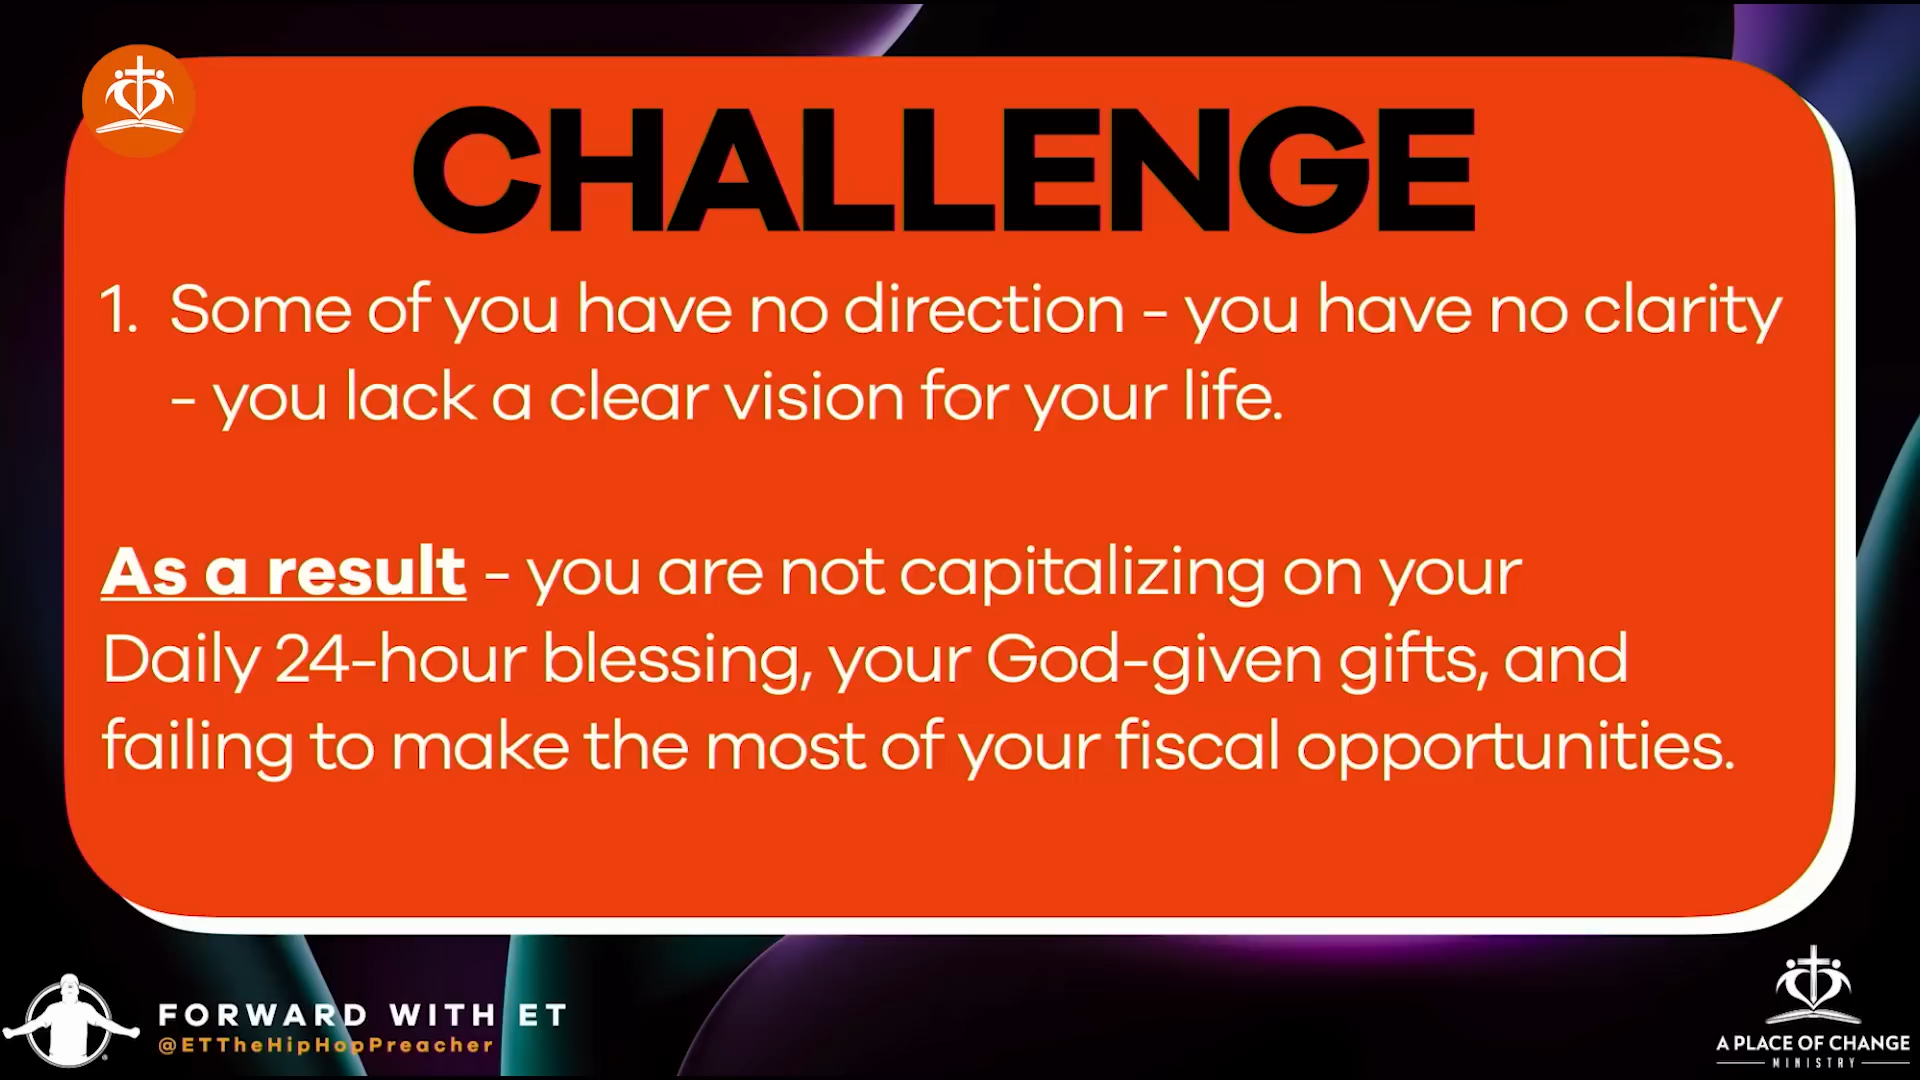 CHALLENGE
1. Some of you have no direction - you have no clarity
- you lack a clear vision for your life.
As a result - you are not capitalizing on your
Daily 24-hour blessing, your God-given gifts, and
failing to make the most of your fiscal opportunities.
FORWARD WITH ET
@ETTheHipHopPreacher
A PLACE OF CHANGE
MINISTRY